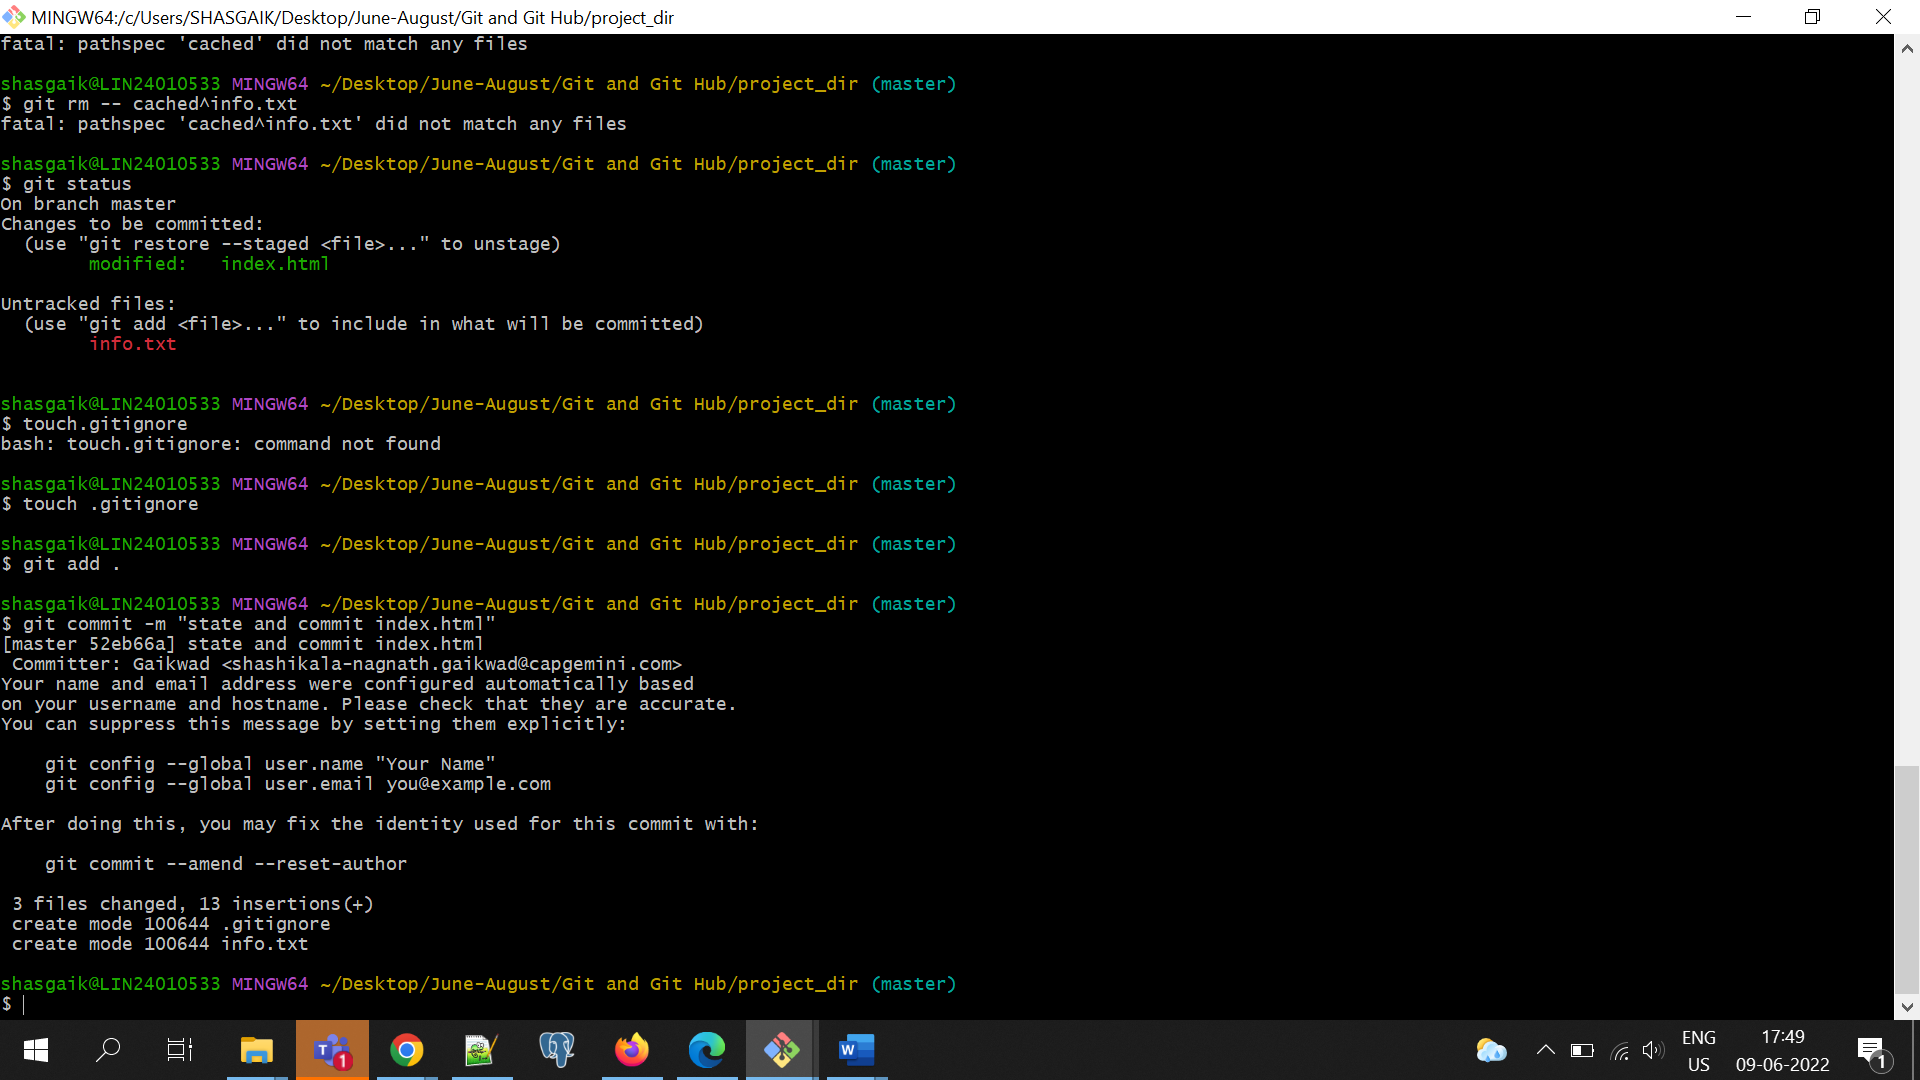 MINGW64:/c/Users/SHASGAIK/Desktop/June-August/Git and Git Hub/project_dir
fatal: pathspec 'cached' did not match any files
shasgaik@LIN24010533 MINGW64 ~/Desktop/June-August/Git and Git Hub/project_dir (master)
$ git rm -- cached^info.txt
fatal: pathspec 'cached^info.txt' did not match any files
shasgaik@LIN24010533 MINGW64 ~/Desktop/June-August/Git and Git Hub/project_dir (master)
$ git status
On branch master
Changes to be committed:
  (use "git restore --staged <file>..." to unstage)
        modified:   index.html
Untracked files:
  (use "git add <file>..." to include in what will be committed)
        info.txt
shasgaik@LIN24010533 MINGW64 ~/Desktop/June-August/Git and Git Hub/project_dir (master)
$ touch.gitignore
bash: touch.gitignore: command not found
shasgaik@LIN24010533 MINGW64 ~/Desktop/June-August/Git and Git Hub/project_dir (master)
$ touch .gitignore
shasgaik@LIN24010533 MINGW64 ~/Desktop/June-August/Git and Git Hub/project_dir (master)
$ git add .
shasgaik@LIN24010533 MINGW64 ~/Desktop/June-August/Git and Git Hub/project_dir (master)
$ git commit -m "state and commit index.html"
[master 52eb66a] state and commit index.html
 Committer: Gaikwad <shashikala-nagnath.gaikwad@capgemini.com>
Your name and email address were configured automatically based
on your username and hostname. Please check that they are accurate.
You can suppress this message by setting them explicitly:
    git config --global user.name "Your Name"
    git config --global user.email you@example.com
After doing this, you may fix the identity used for this commit with:
    git commit --amend --reset-author
 3 files changed, 13 insertions(+)
 create mode 100644 .gitignore
 create mode 100644 info.txt
shasgaik@LIN24010533 MINGW64 ~/Desktop/June-August/Git and Git Hub/project_dir (master)
$
T 1
W
ENG
US
17:49
09-06-2022
1